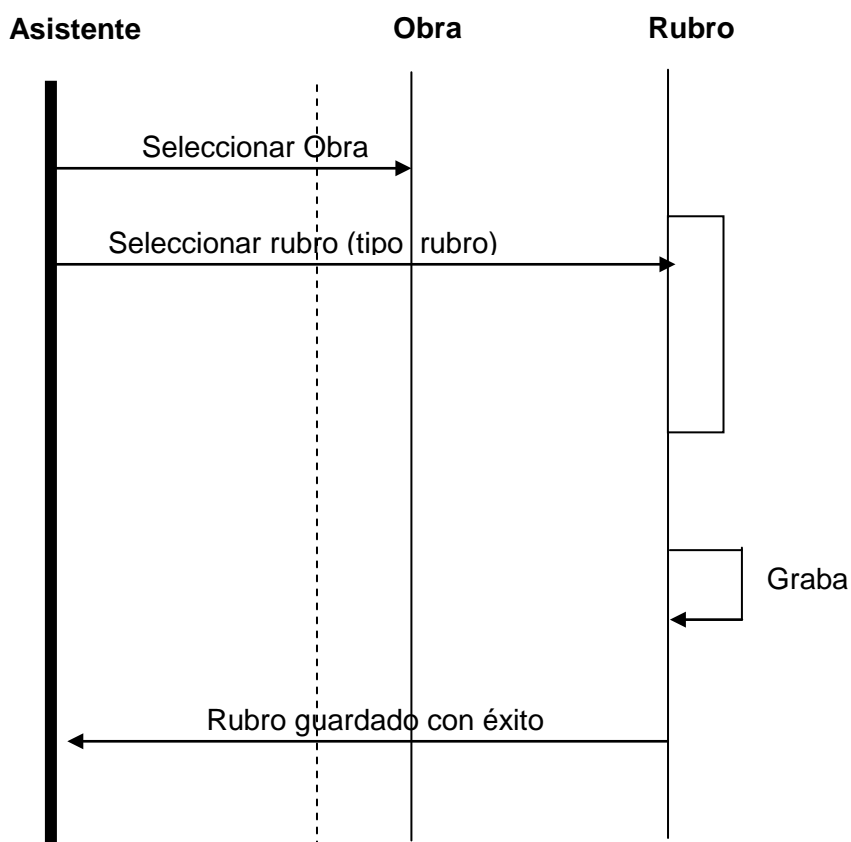 Asistente Obra Rubro
Seleccionar Obra
Seleccionar rubro (tipo rubro)
Graba
Rubro guardado con éxito